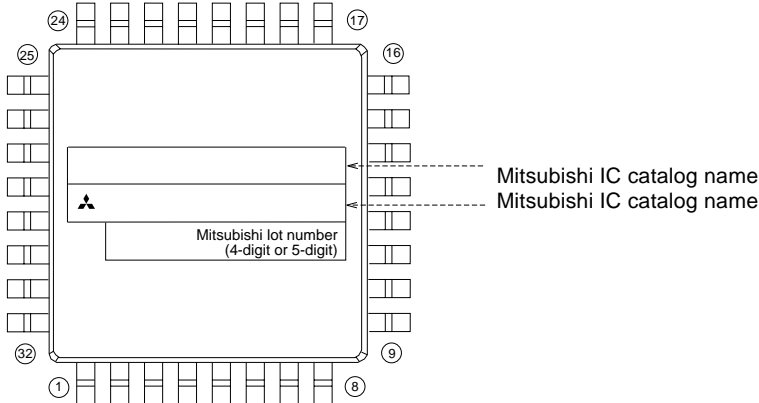 24
17
25
16
Mitsubishi IC catalog name
Mitsubishi IC catalog name
Mitsubishi lot number
(4-digit or 5-digit)
32
9
1
8